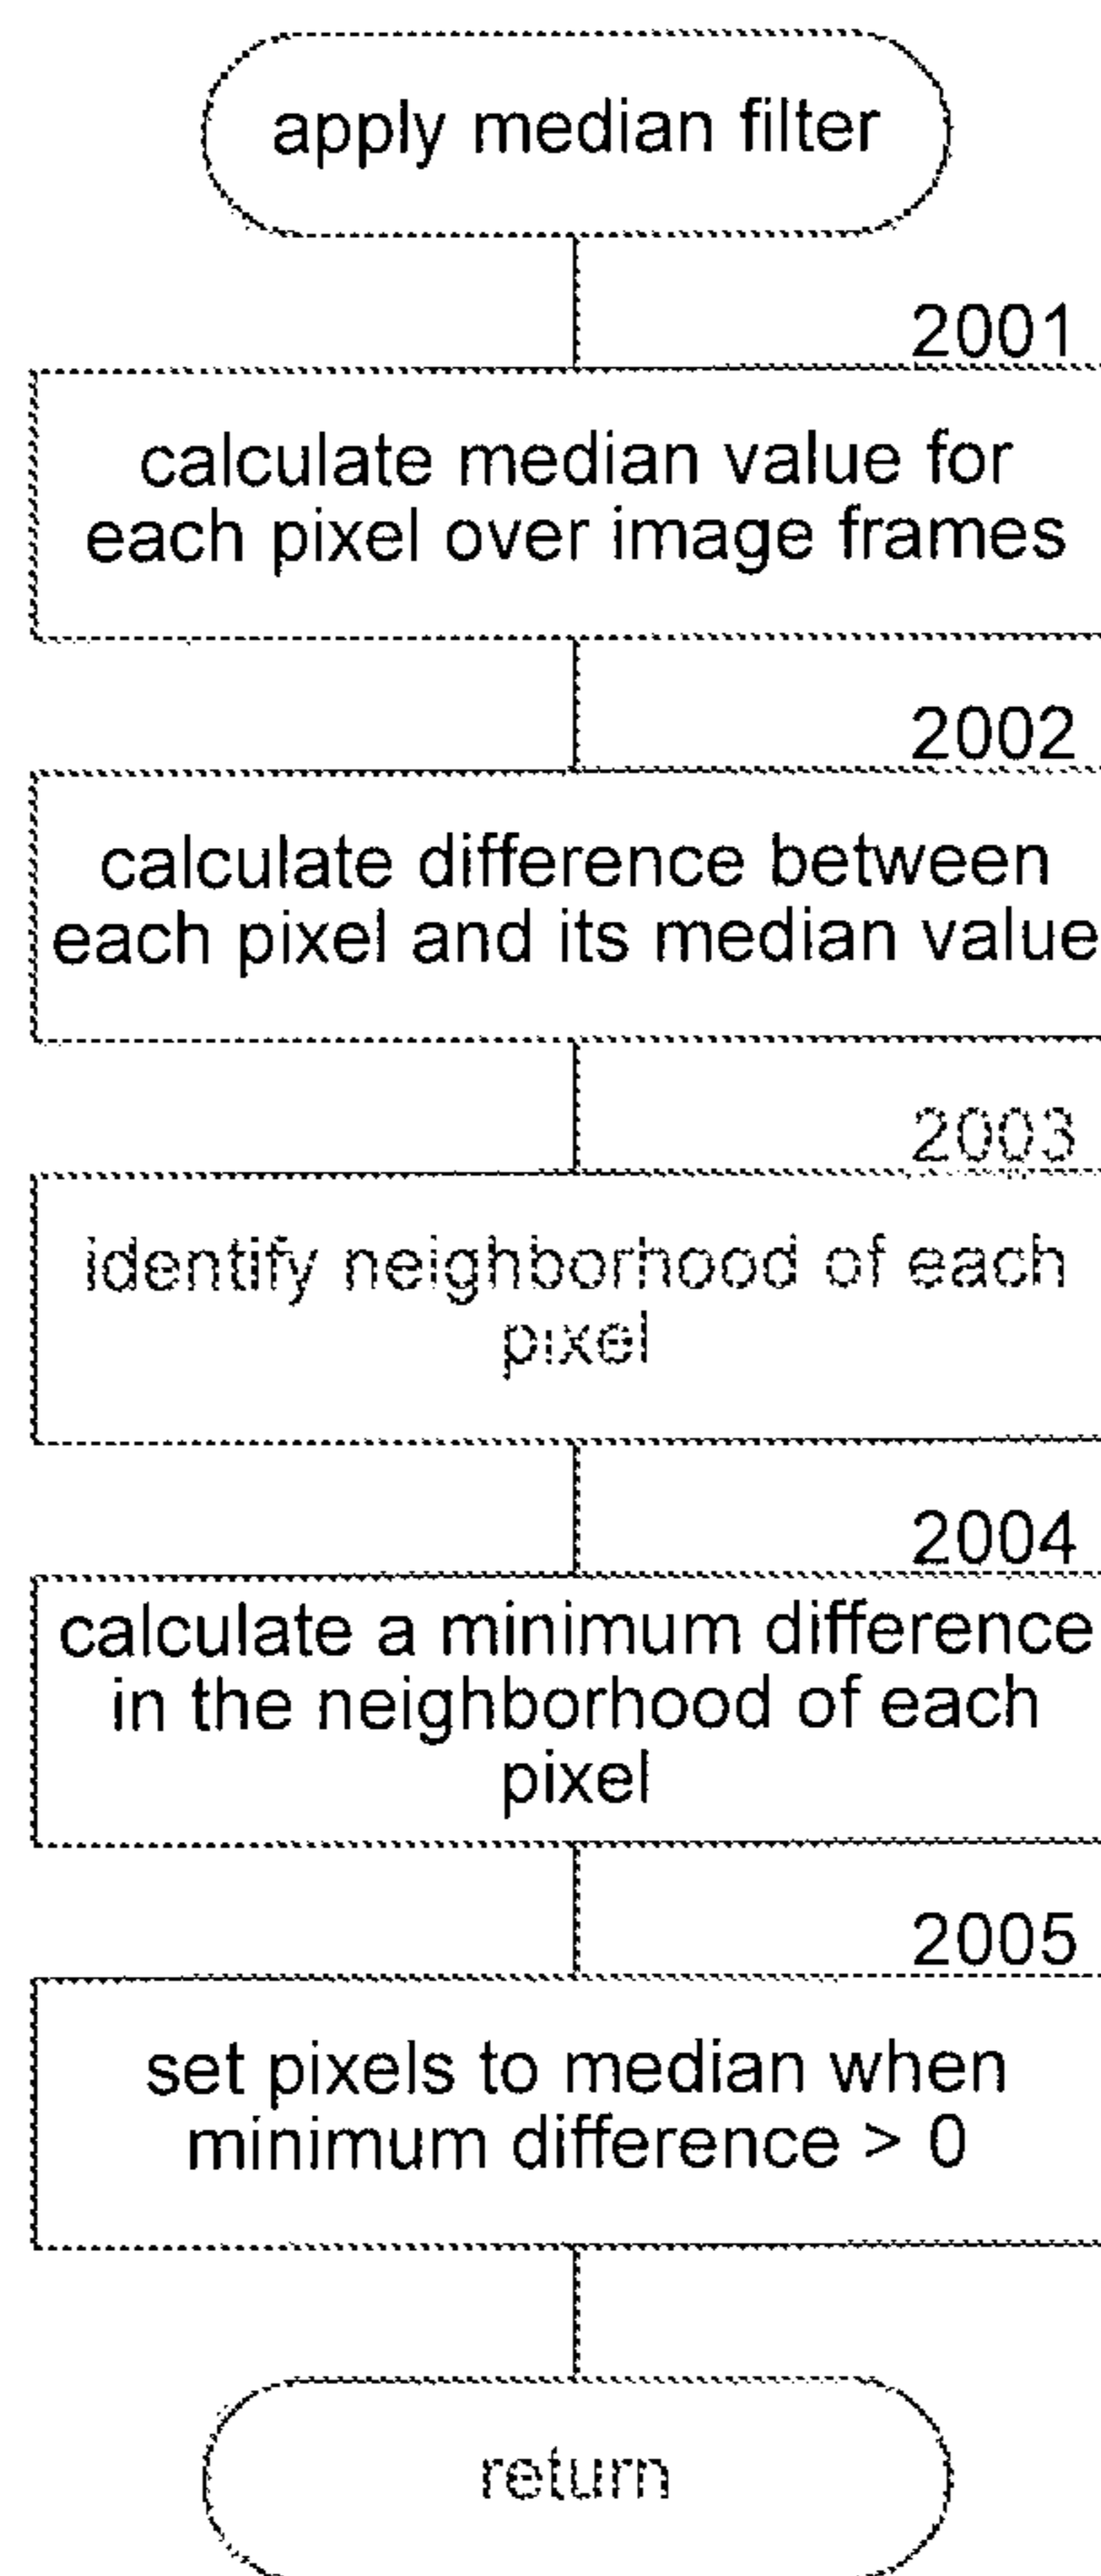 apply median filter
2001
calculate median value for
each pixel over image frames
2002
calculate difference between
each pixel and its median value
2003
identify neighborhood of each
pixel
2004
calculate a minimum difference
in the neighborhood of each
pixel
2005
set pixels to median when
minimum difference > 0
return